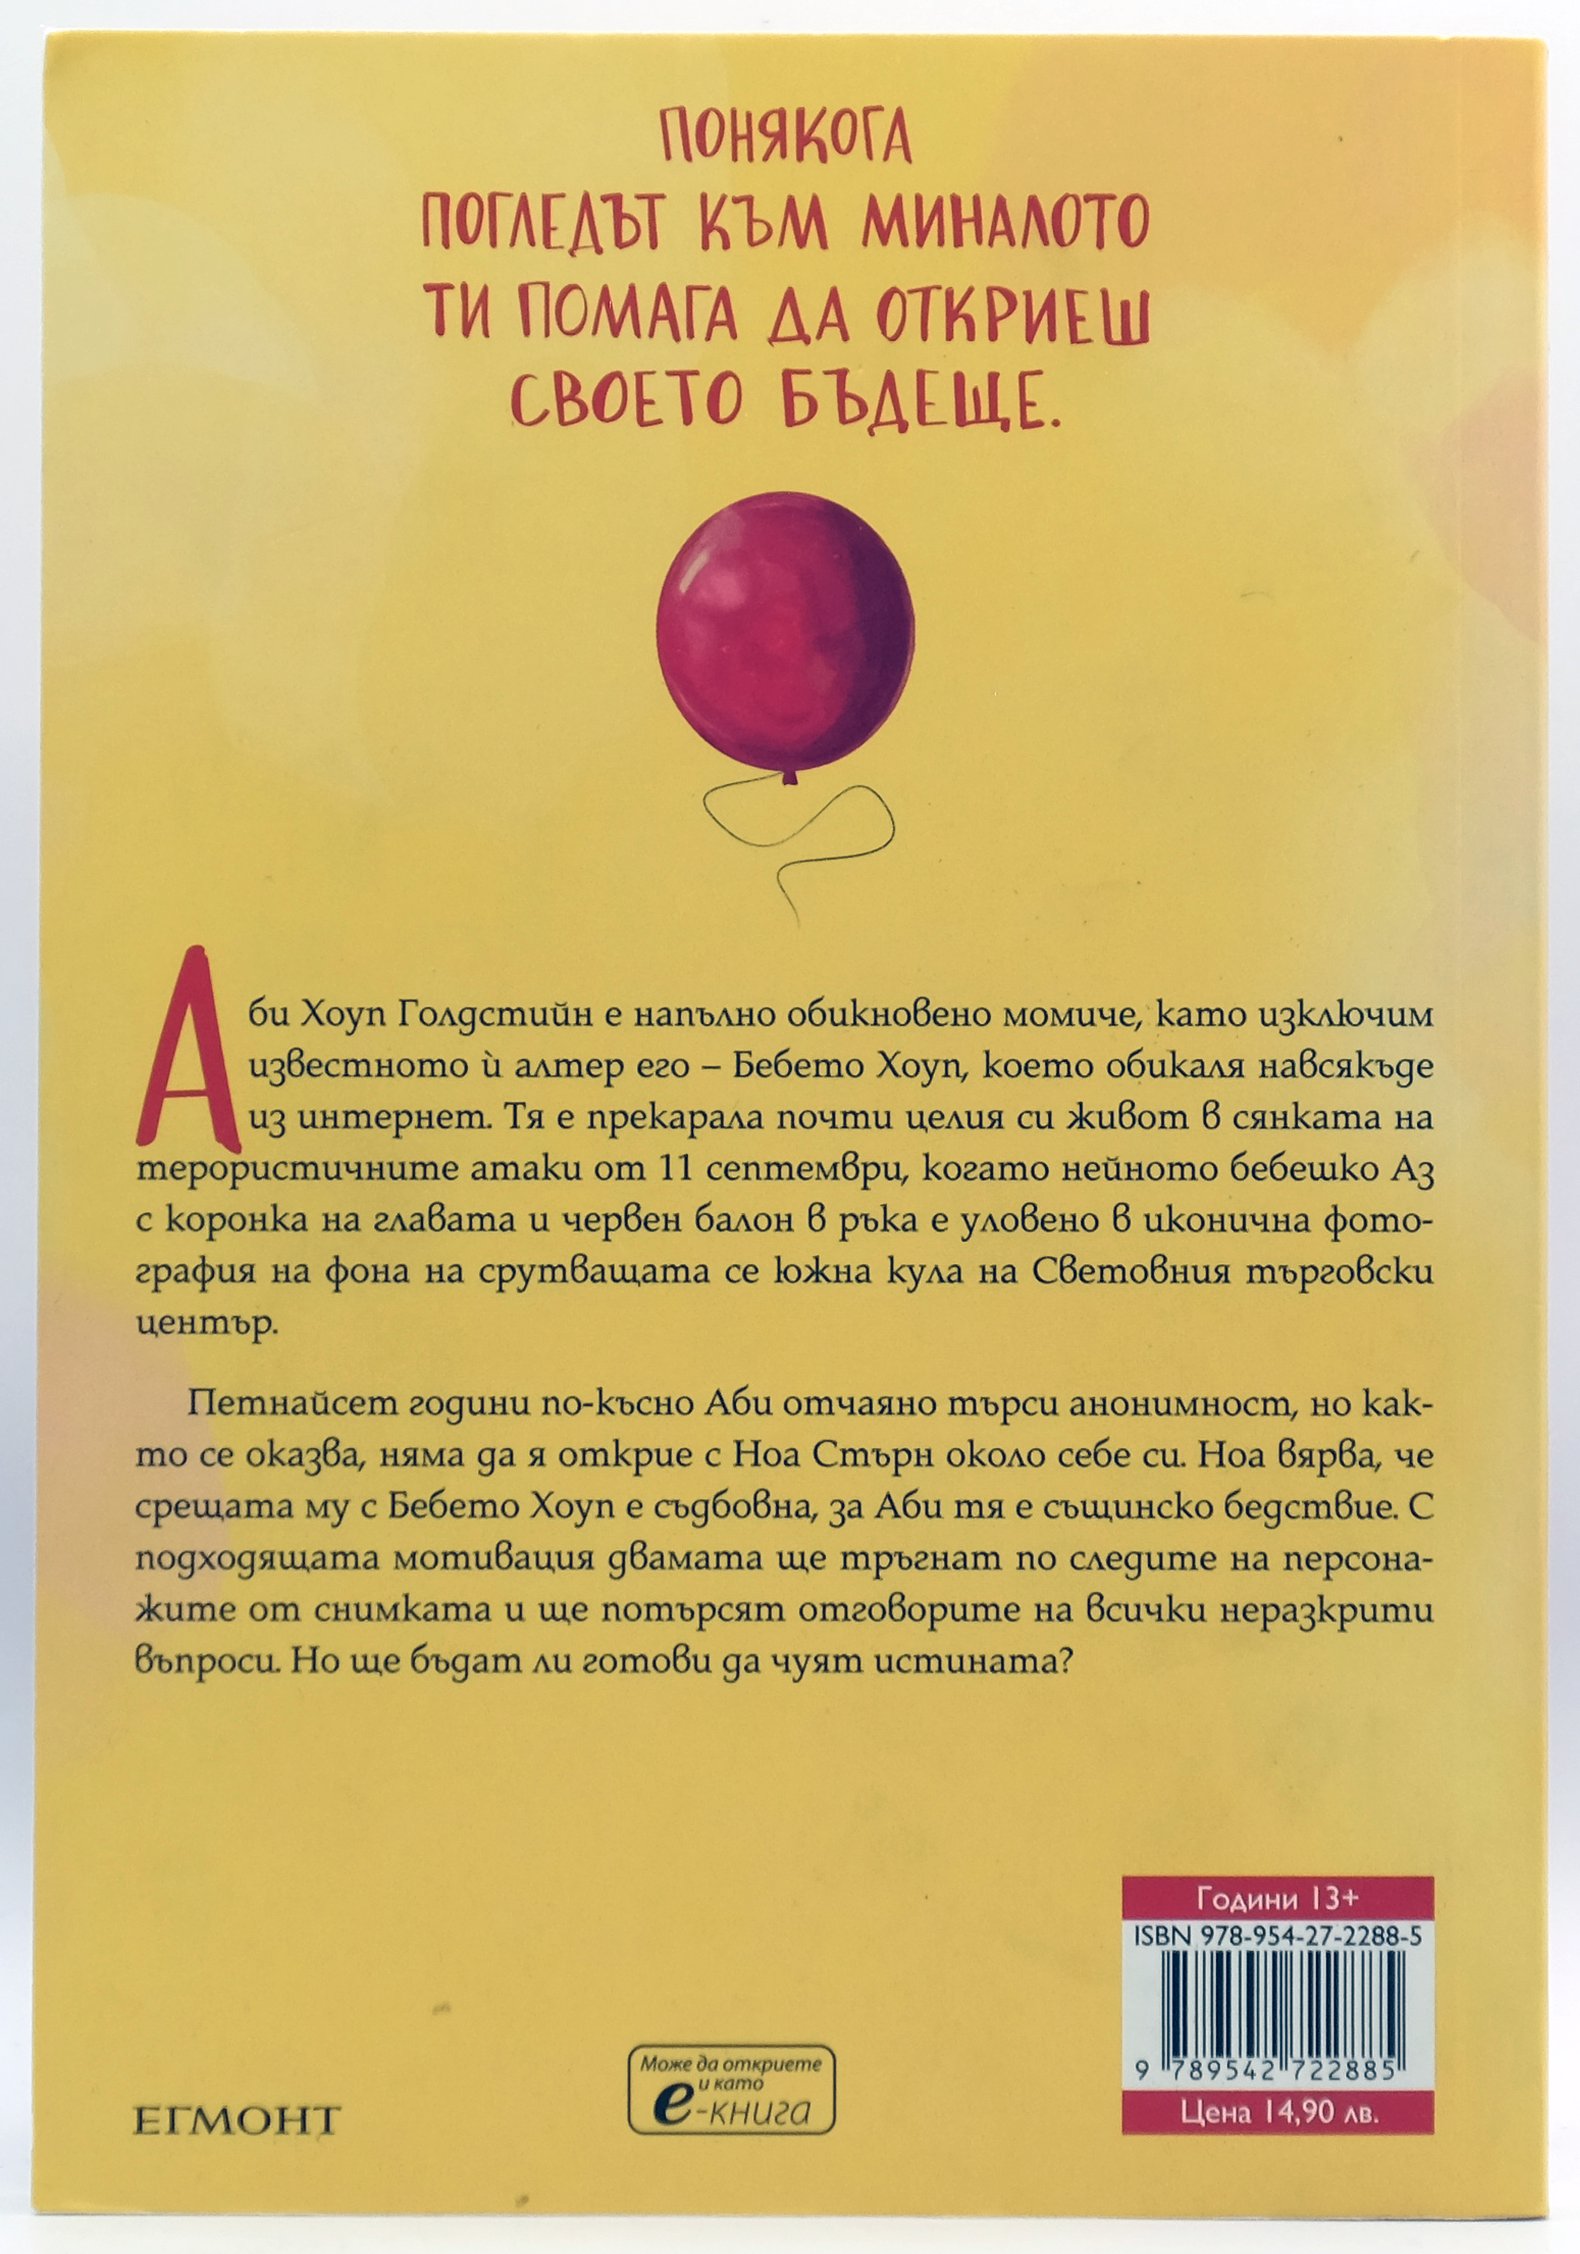 ПОНЯКОГА
ПОГЛЕДЪТ КЪМ МИНАЛОТО
ТИ ПОМАГА ДА ОТКРИЕШ
СВОЕТО БЪДЕЩЕ.
Аби Хоуп Голдстийн е напълно обикновено момиче, като изключим
известното ѝ алтер его – Бебето Хоуп, което обикаля навсякъде
из интернет. Тя е прекарала почти целия си живот в сянката на
терористичните атаки от 11 септември, когато нейното бебешко Аз
с коронка на главата и червен балон в ръка е уловено в иконична фото-
графия на фона на срутващата се южна кула на Световния търговски
център.
Петнайсет години по-късно Аби отчаяно търси анонимност, но как-
то се оказва, няма да я открие с Ноа Стърн около себе си. Ноа вярва, че
срещата му с Бебето Хоуп е съдбовна, за Аби тя е същинско бедствие. С
подходящата мотивация двамата ще тръгнат по следите на персона-
жите от снимката и ще потърсят отговорите на всички неразкрити
въпроси. Но ще бъдат ли готови да чуят истината?
Години 13+
ISBN 978-954-27-2288-5
9 789542 722885
Цена 14,90 лв.
Може да откриете
и като
е-книга
ЕГМОНТ